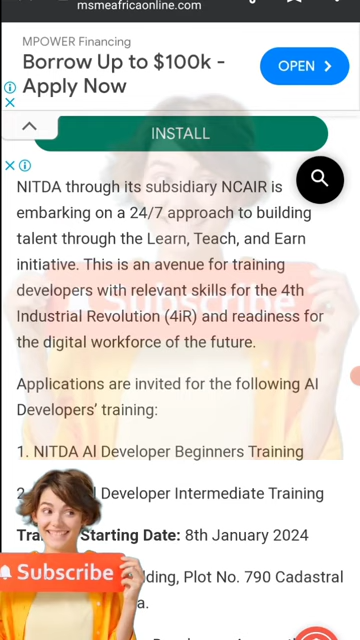 msmeafricaonline.com
MPOWER Financing
Borrow Up to $100k -
Apply Now
OPEN
INSTALL
NITDA through its subsidiary NCAIR is
embarking on a 24/7 approach to building
talent through the Learn, Teach, and Earn
initiative. This is an avenue for training
developers with relevant skills for the 4th
Industrial Revolution (4iR) and readiness for
the digital workforce of the future.
Subscribe
Applications are invited for the following AI
Developers' training:
1. NITDA Al Developer Beginners Training
2. Developer Intermediate Training
Starting Date: 8th January 2024
Subscribe
Plot No. 790 Cadastral